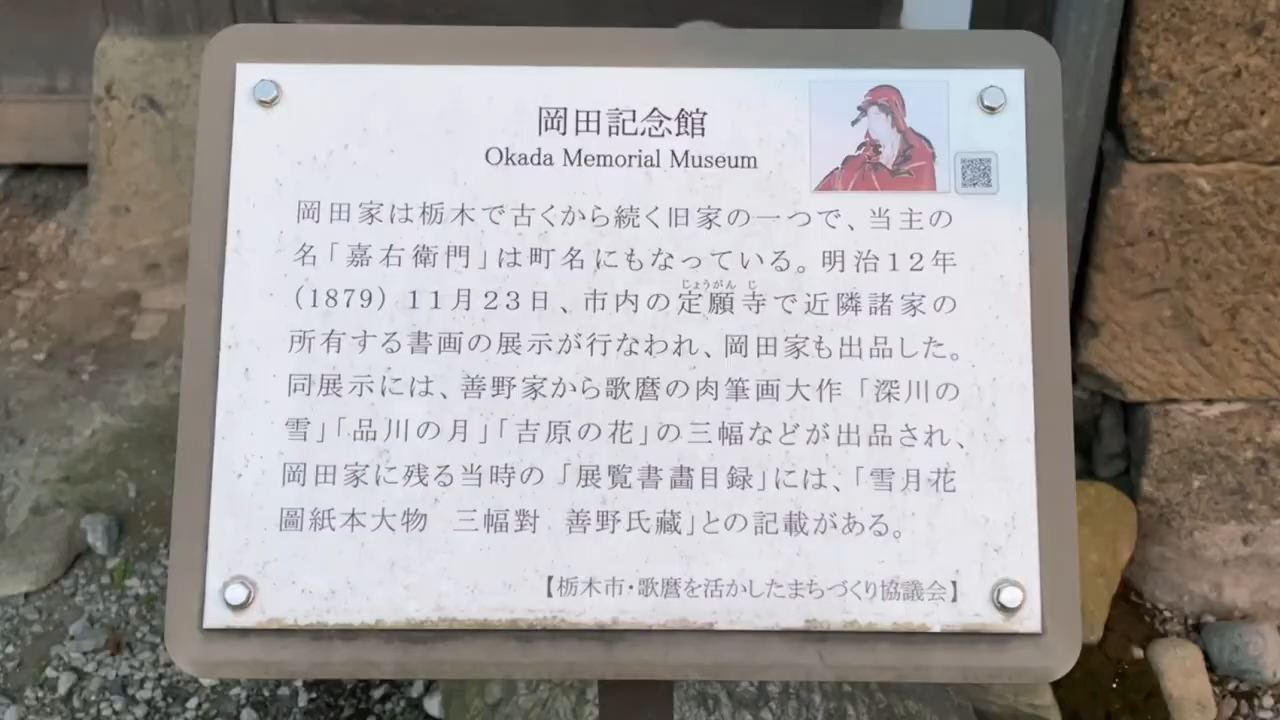 岡田記念館
Okada Memorial Museum
岡田家は栃木で古くから続く旧家の一つで、当主の
名「嘉右衛門」は町名にもなっている。明治12年
じょうがん じ
(1879) 11月23日、市内の定願寺で近隣諸家の
所有する書画の展示が行なわれ、岡田家も出品した。
同展示には、善野家から歌麿の肉筆画大作「深川の
雪」「品川の月」「吉原の花」の三幅などが出品され、
岡田家に残る当時の「展覧書畵目録」には、「雪月花
圖紙本大物　三幅對　善野氏藏」との記載がある。
【栃木市・歌麿を活かしたまちづくり協議会】